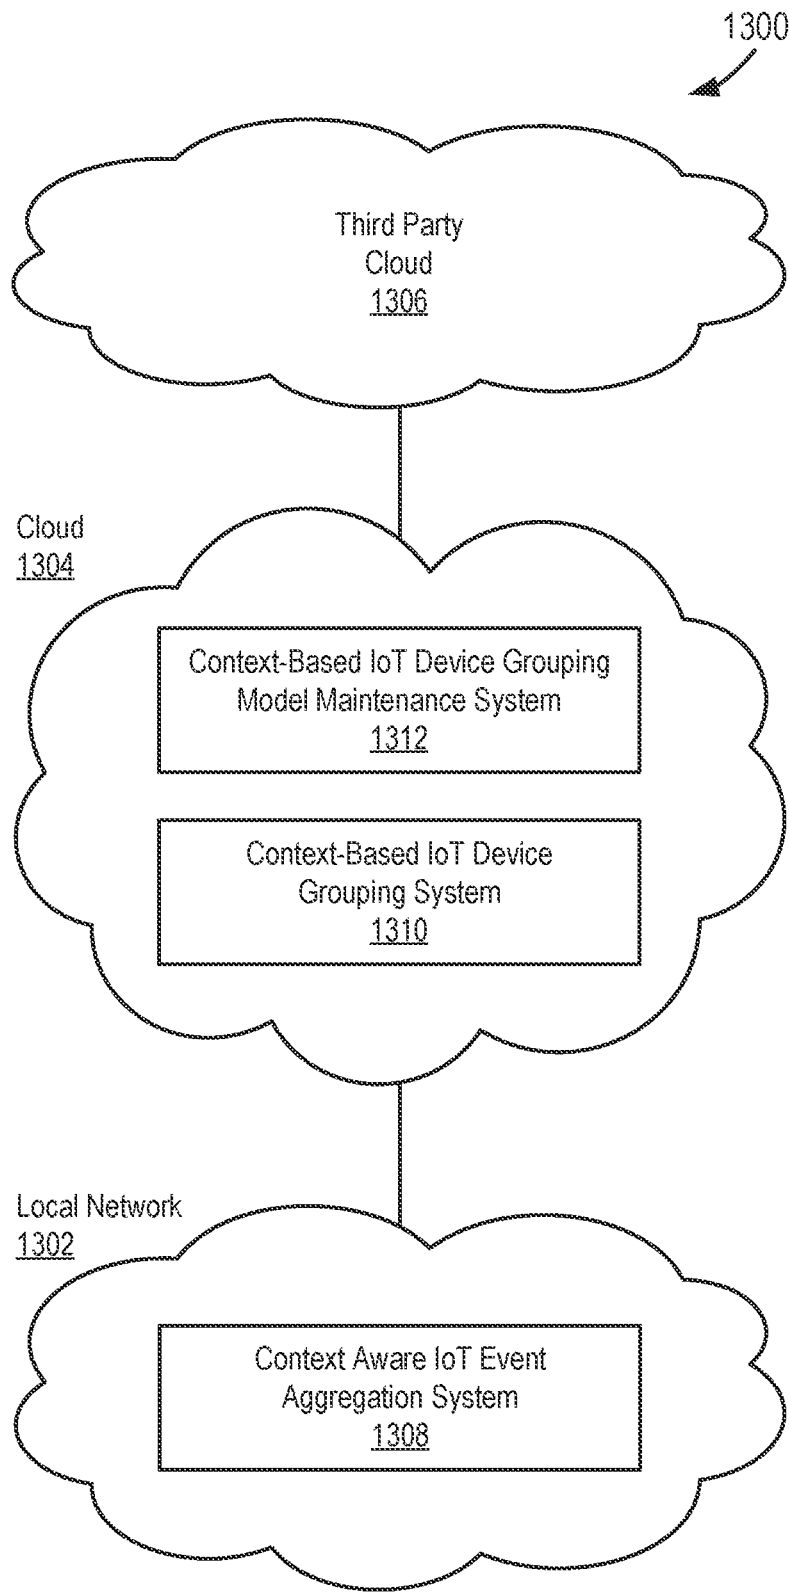 1300
Third Party
Cloud
1306
Cloud
1304
Context-Based IoT Device Grouping
Model Maintenance System
1312
Context-Based IoT Device
Grouping System
1310
Local Network
1302
Context Aware IoT Event
Aggregation System
1308